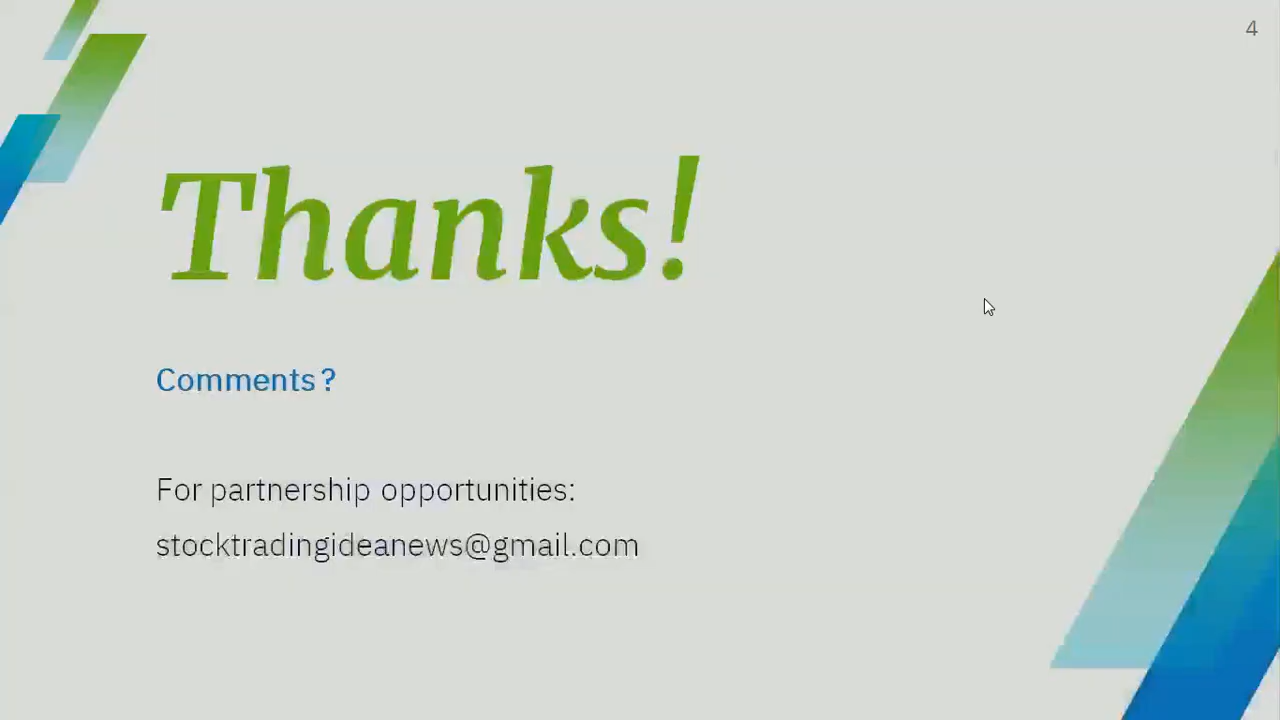 4
Thanks!
Comments?
For partnership opportunities:
stocktradingideanews@gmail.com